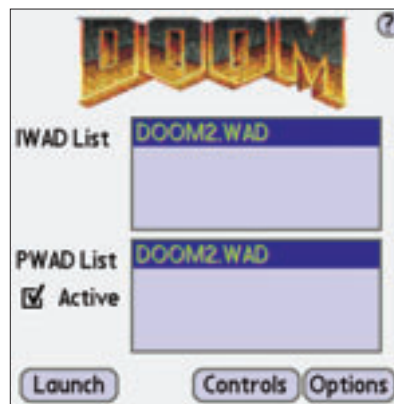 DOOM
?
IWAD List
DOOM2.WAD
PWAD List
DOOM2.WAD
Active
Launch
Controls
Options